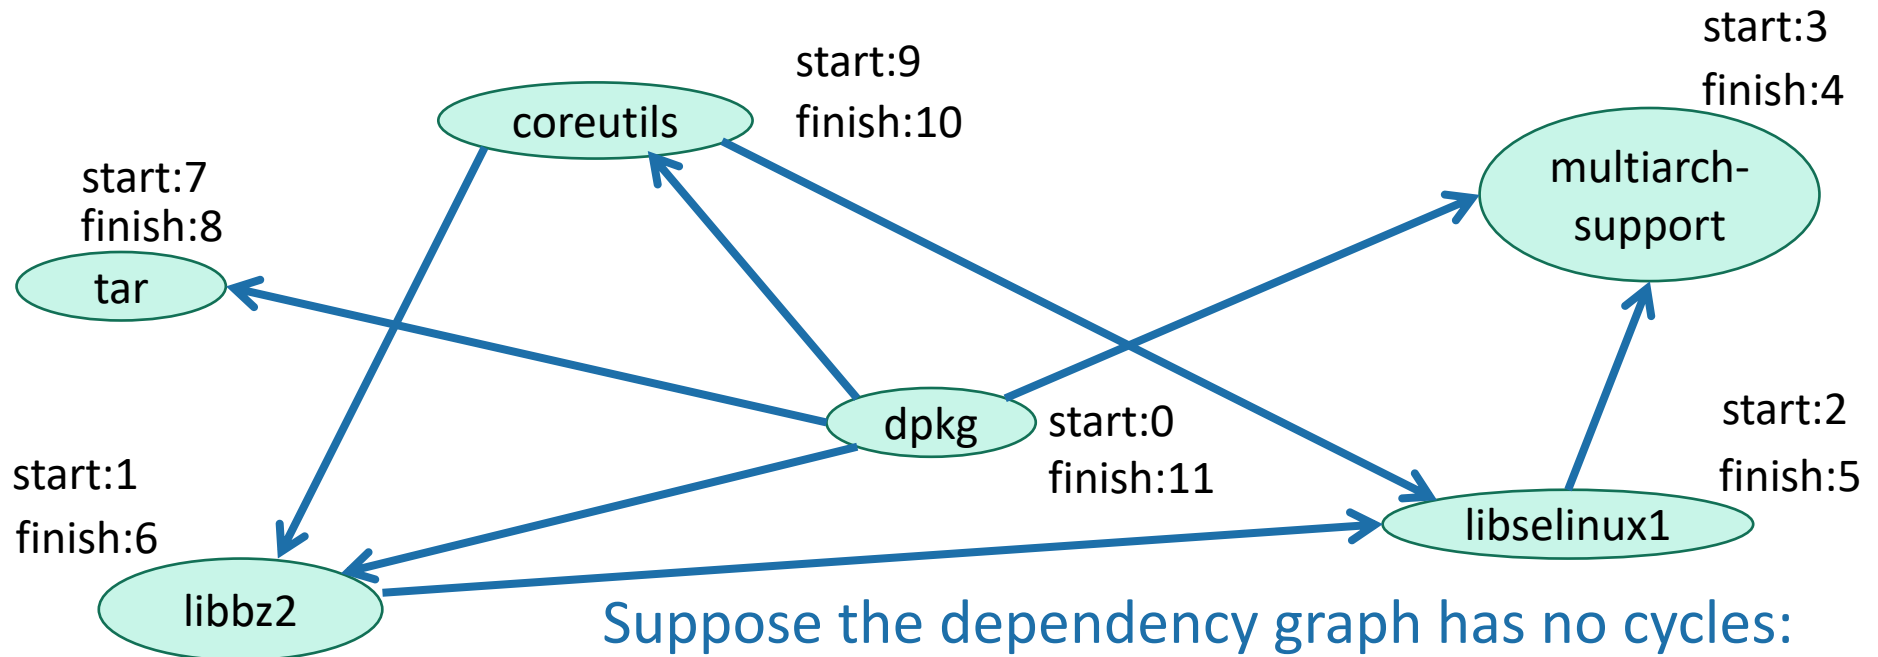 start:3
finish:4
start:9
finish:10
coreutils
multiarch-
support
start:7
finish:8
tar
dpkg
start:0
finish:11
start:2
finish:5
libselinux1
start:1
finish:6
libbz2
Suppose the dependency graph has no cycles: